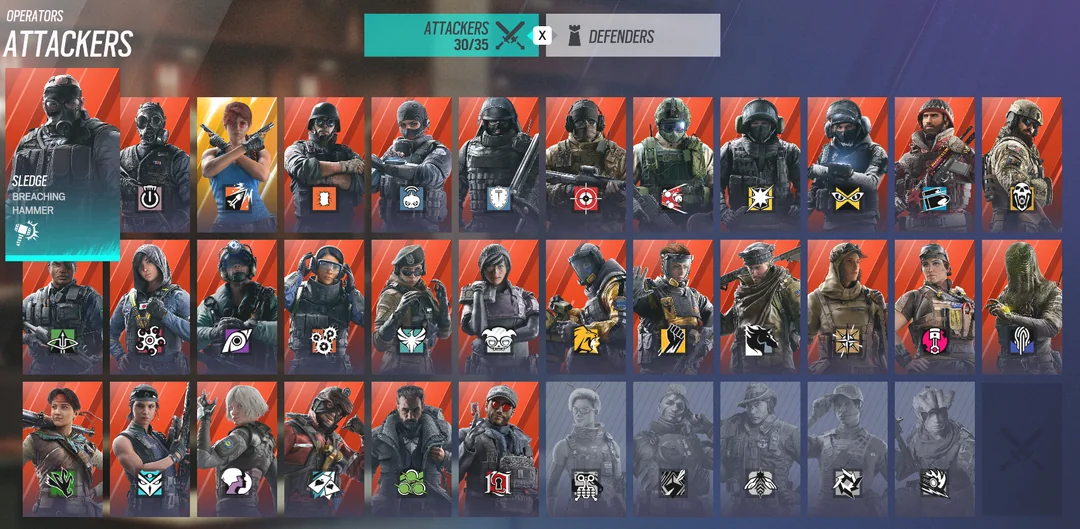 OPERATORS
ATTACKERS
ATTACKERS
30/35
X
DEFENDERS
SLEDGE
BREACHING
HAMMER